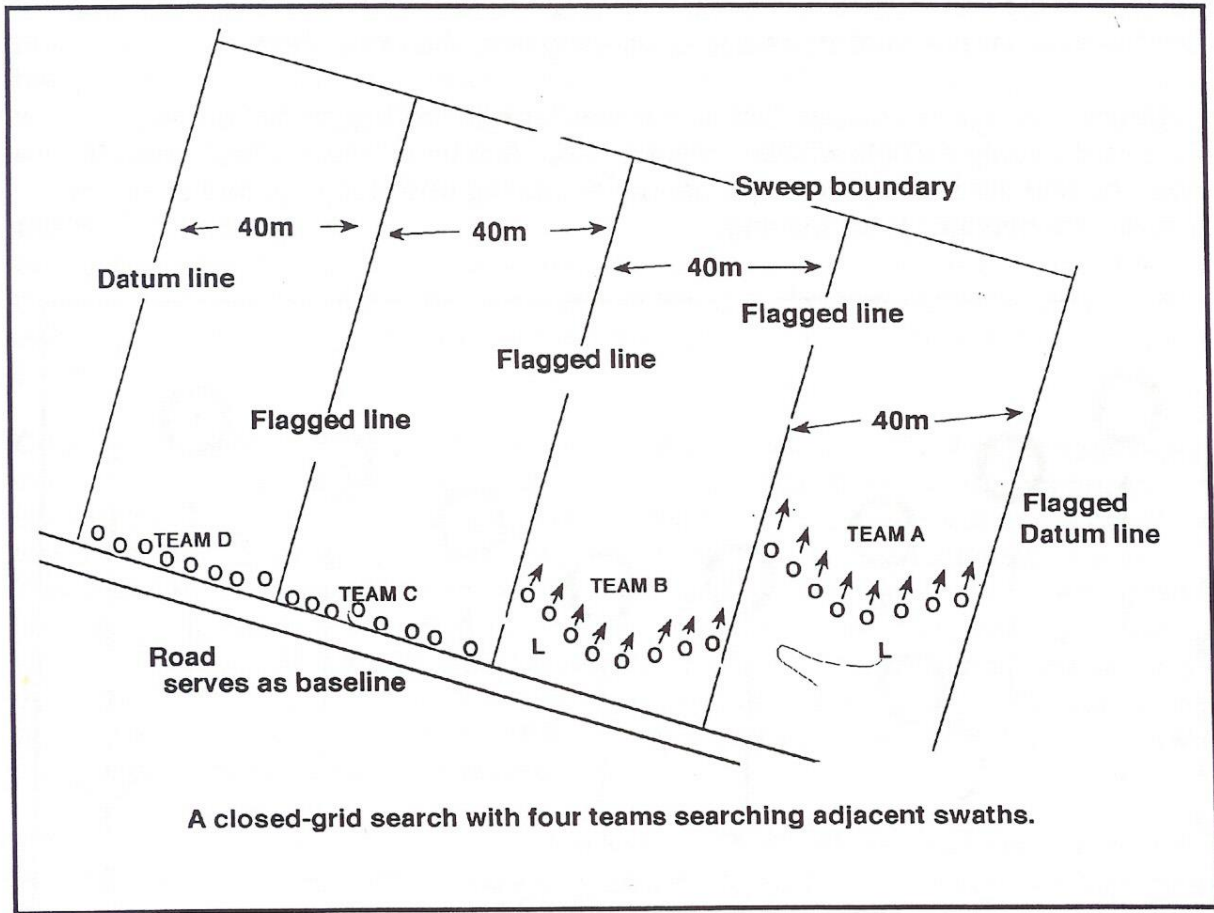 Sweep boundary
40m
40m
40m
Datum line
Flagged line
Flagged line
Flagged line
40m
Flagged
Datum line
TEAM D
TEAM A
TEAM B
TEAM C
L
L
Road
serves as baseline
A closed-grid search with four teams searching adjacent swaths.